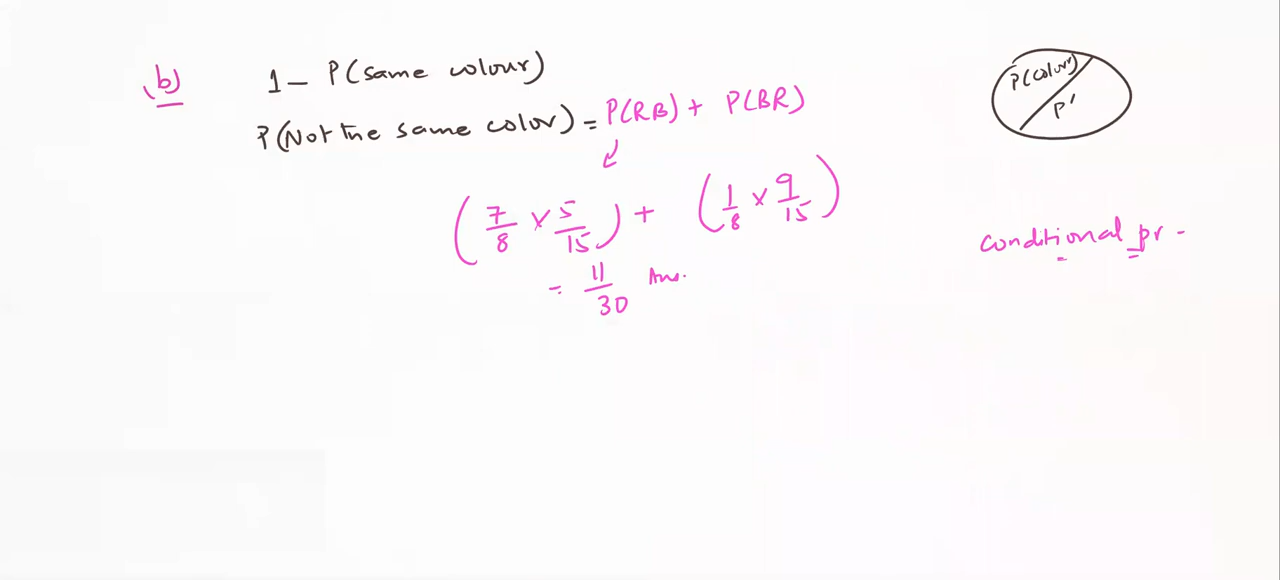 (b) 1 - P(same colour)
P(Not the same color) = P(RB) + P(BR)
(7/8 × 5/15) + (1/8 × 9/15)
= 11/30 Ans.
P(colour)
P'
conditional pr -